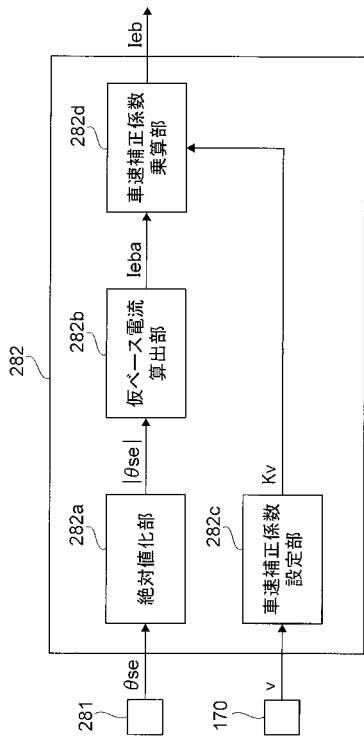 282
281
θse
282a
絶対値化部
|θse|
282b
仮ベース電流
算出部
Ieba
282d
車速補正係数
乗算部
Ieb
170
v
282c
車速補正係数
設定部
Kv